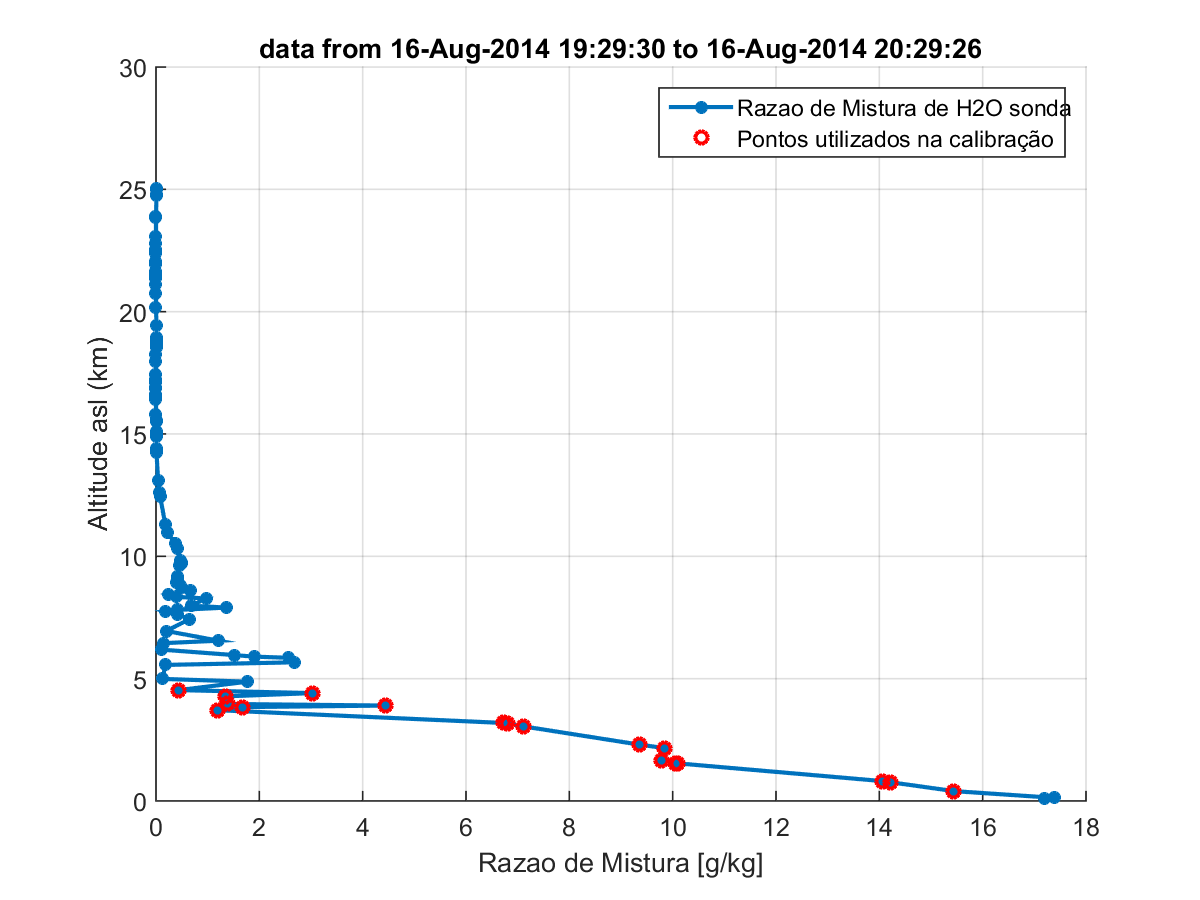 data from 16-Aug-2014 19:29:30 to 16-Aug-2014 20:29:26
30
Razao de Mistura de H2O sonda
Pontos utilizados na calibração
25
20
15
10
5
0
Altitude asl (km)
0 2 4 6 8 10 12 14 16 18
Razao de Mistura [g/kg]